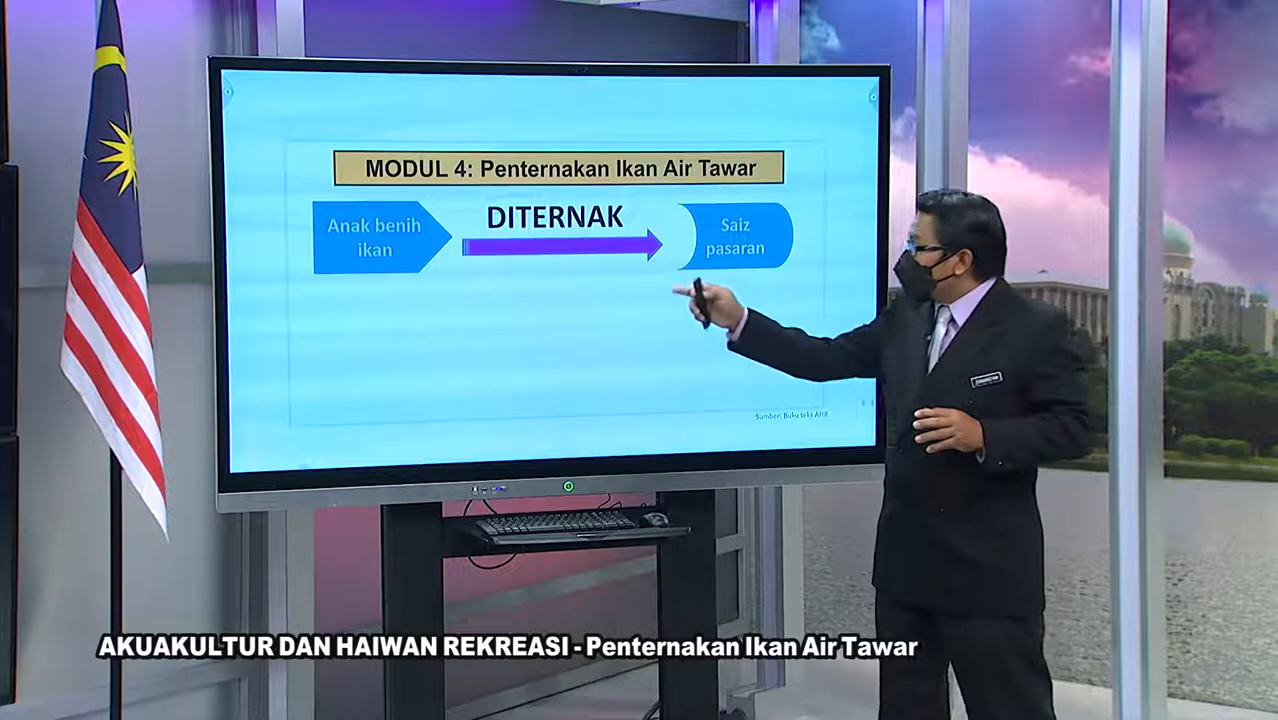 MODUL 4: Penternakan Ikan Air Tawar
Anak benih
ikan
DITERNAK
Saiz
pasaran
Sumber: Buku teks AHR
AKUAKULTUR DAN HAIWAN REKREASI - Penternakan Ikan Air Tawar